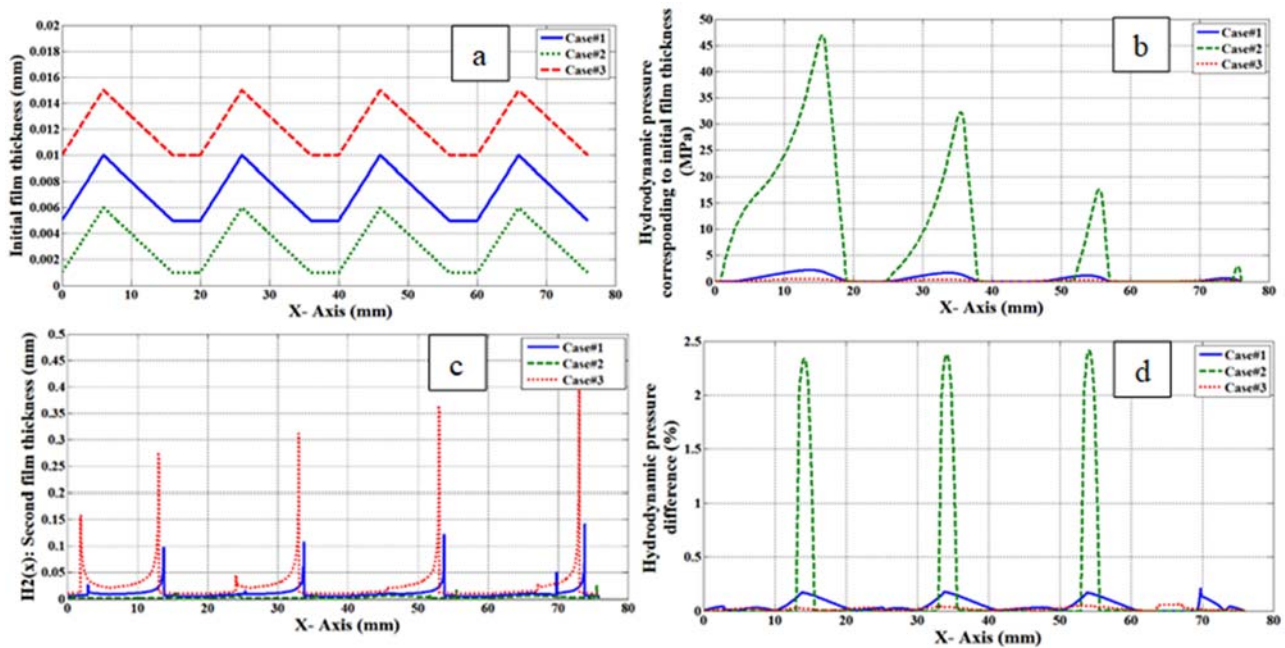 a
Initial film thickness (mm)
0.02
0.018
0.016
0.014
0.012
0.01
0.008
0.006
0.004
0.002
0
0 10 20 30 40 50 60 70 80
X- Axis (mm)
Case#1
Case#2
Case#3
b
Hydrodynamic pressure
corresponding to initial film thickness
(MPa)
50
45
40
35
30
25
20
15
10
5
0
0 10 20 30 40 50 60 70 80
X- Axis (mm)
Case#1
Case#2
Case#3
c
H2(x): Second film thickness (mm)
0.5
0.45
0.4
0.35
0.3
0.25
0.2
0.15
0.1
0.05
0
0 10 20 30 40 50 60 70 80
X- Axis (mm)
Case#1
Case#2
Case#3
d
Hydrodynamic pressure
difference (%)
2.5
2
1.5
1
0.5
0
0 10 20 30 40 50 60 70 80
X- Axis (mm)
Case#1
Case#2
Case#3